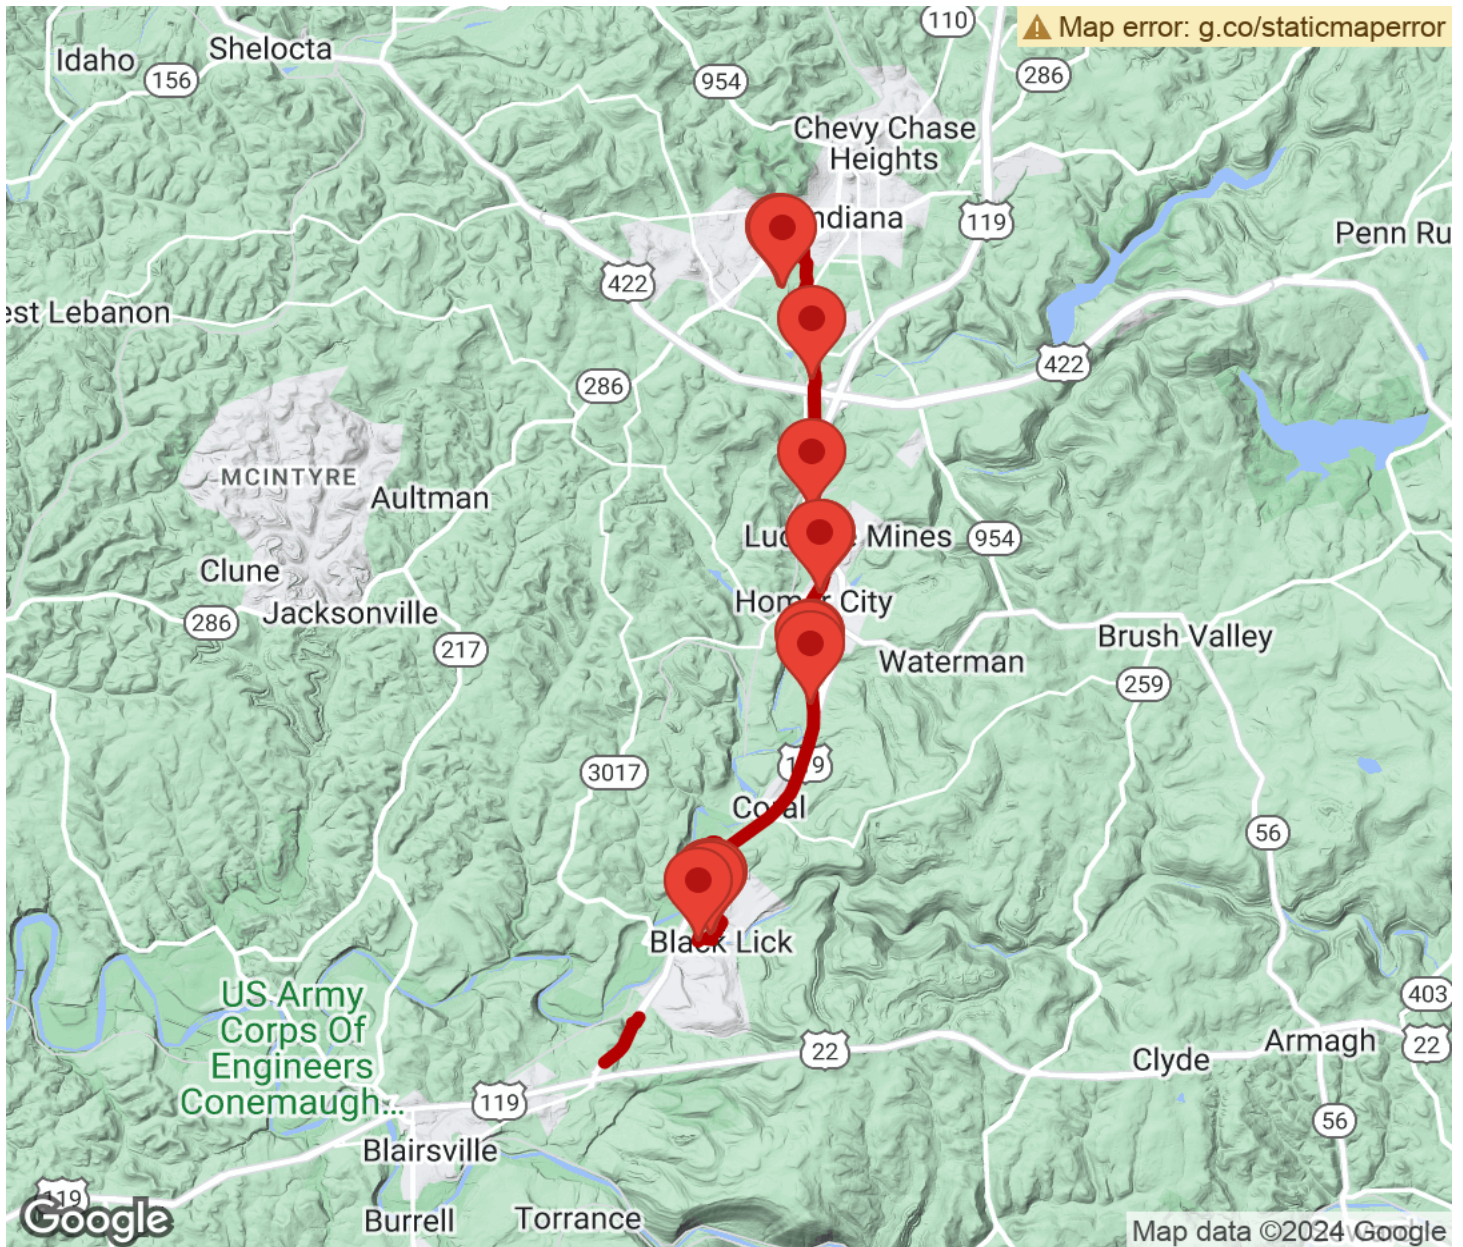 110
Map error: g.co/staticmaperror
Idaho
Shelocta
156
954
286
Chevy Chase
Heights
ndiana
119
Penn Ru
422
est Lebanon
422
286
MCINTYRE
Aultman
Mines
954
Clune
Jacksonville
City
286
217
Brush Valley
Waterman
259
3017
56
Black Lick
US Army
Corps Of
Engineers
Conemaugh...
403
22
Armagh
22
Clyde
119
56
Blairsville
119
Google
Burrell
Torrance
Map data ©2024 Google